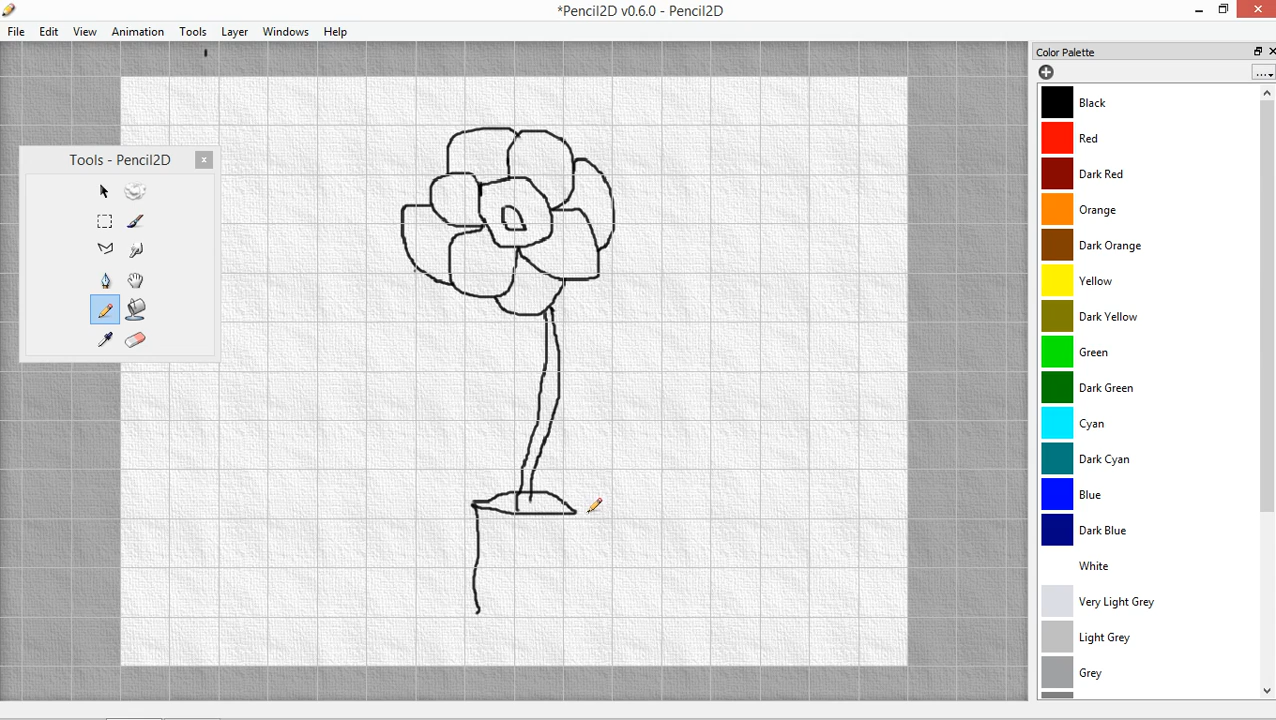 *Pencil2D v0.6.0 - Pencil2D
File Edit View Animation Tools Layer Windows Help
Color Palette
Tools - Pencil2D
Black
Red
Dark Red
Orange
Dark Orange
Yellow
Dark Yellow
Green
Dark Green
Cyan
Dark Cyan
Blue
Dark Blue
White
Very Light Grey
Light Grey
Grey